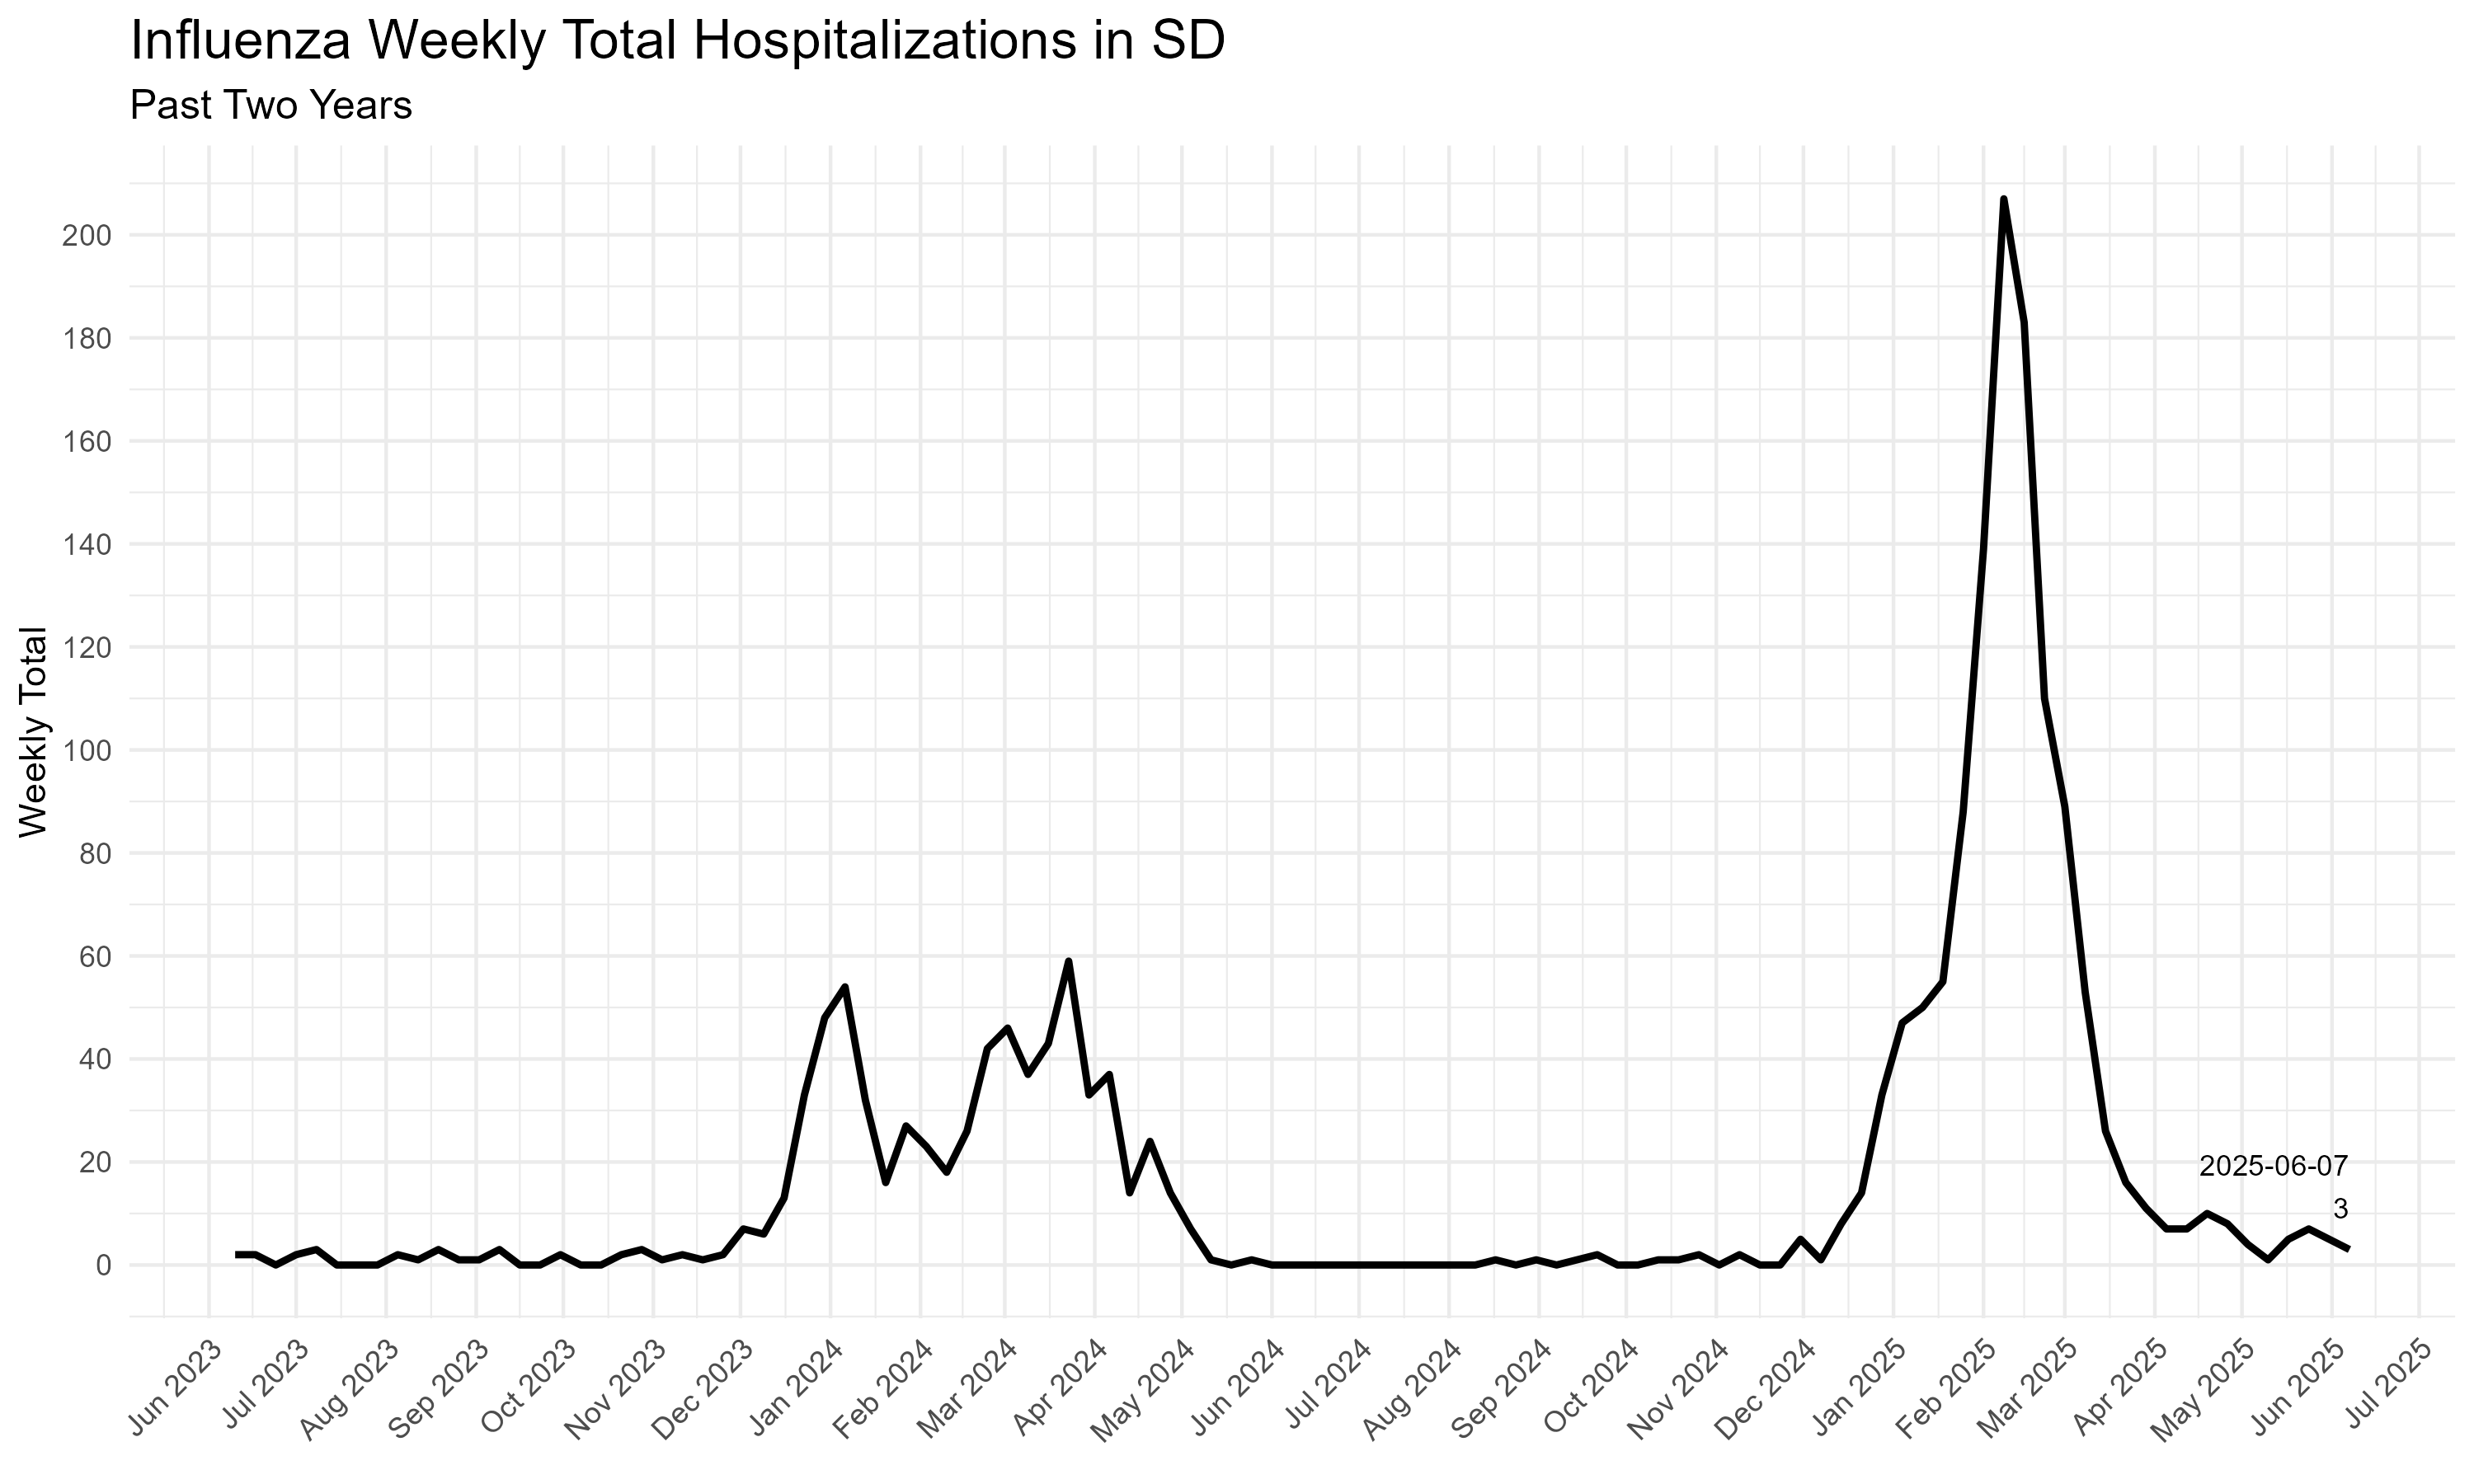 Influenza Weekly Total Hospitalizations in SD
Past Two Years
Weekly Total
200
180
160
140
120
100
80
60
40
20
0
2025-06-07
3
Jun 2023
Jul 2023
Aug 2023
Sep 2023
Oct 2023
Nov 2023
Dec 2023
Jan 2024
Feb 2024
Mar 2024
Apr 2024
May 2024
Jun 2024
Jul 2024
Aug 2024
Sep 2024
Oct 2024
Nov 2024
Dec 2024
Jan 2025
Feb 2025
Mar 2025
Apr 2025
May 2025
Jun 2025
Jul 2025